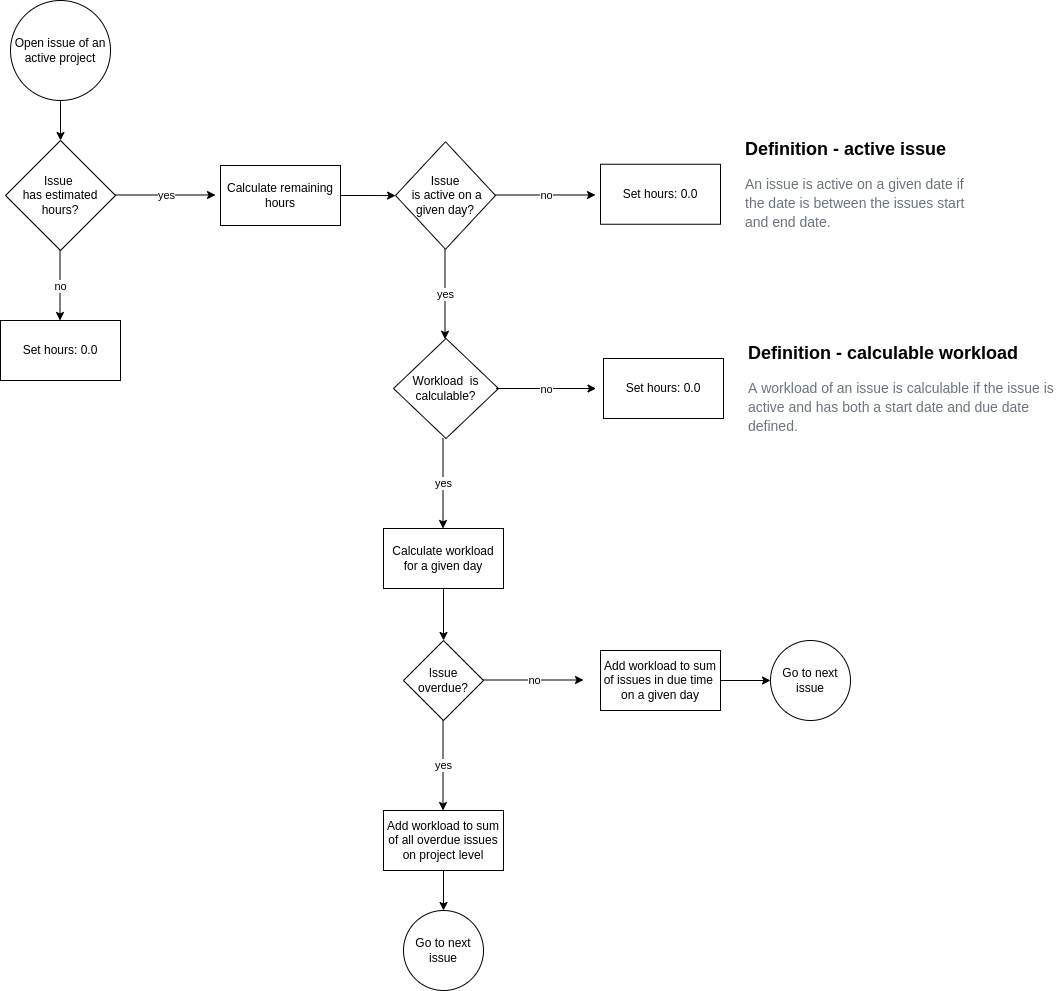 Open issue of an
active project
Issue
has estimated
hours?
yes
Calculate remaining
hours
Issue
is active on a
given day?
no
Set hours: 0.0
Definition - active issue
An issue is active on a given date if
the date is between the issues start
and end date.
no
Set hours: 0.0
yes
Workload is
calculable?
no
Set hours: 0.0
Definition - calculable workload
A workload of an issue is calculable if the issue is
active and has both a start date and due date
defined.
yes
Calculate workload
for a given day
Issue
overdue?
no
Add workload to sum
of issues in due time
on a given day
Go to next
issue
yes
Add workload to sum
of all overdue issues
on project level
Go to next
issue